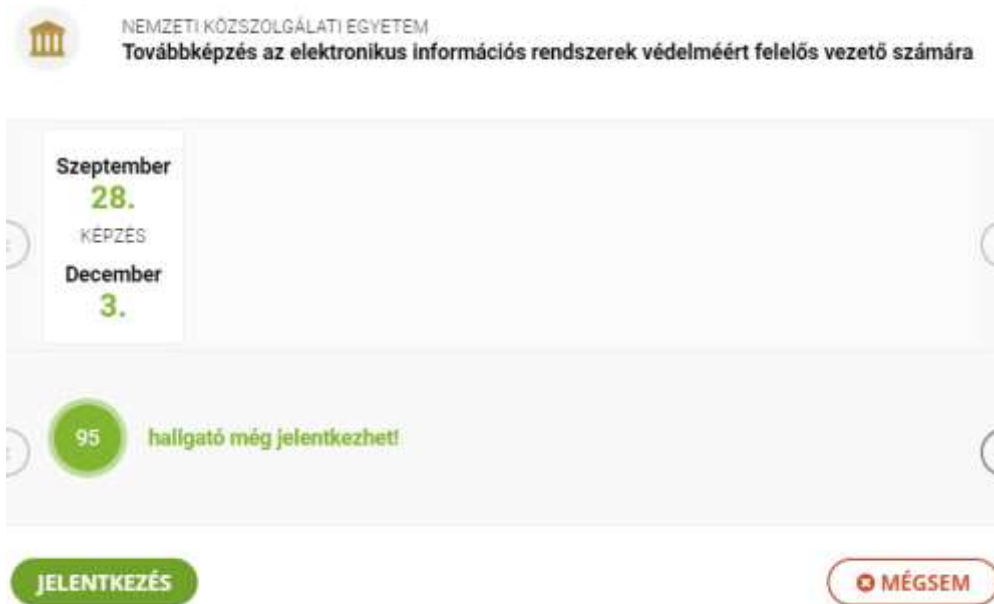 NEMZETI KÖZSZOLGÁLATI EGYETEM
Továbbképzés az elektronikus információs rendszerek védelméért felelős vezető számára
Szeptember
28.
KÉPZÉS
December
3.
95 hallgató még jelentkezhet!
JELENTKEZÉS
MÉGSEM